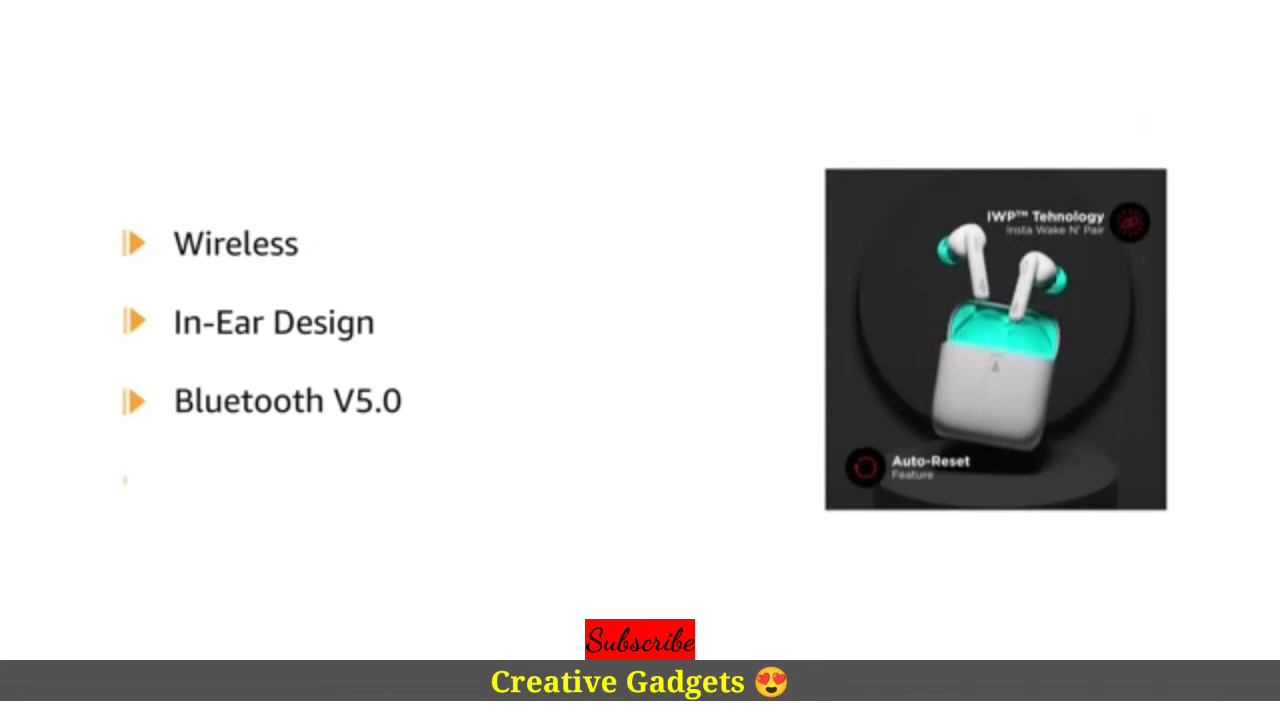 Wireless
In-Ear Design
Bluetooth V5.0
IWP™ Tehnology
Insta Wake N' Pair
Auto-Reset
Feature
Subscribe
Creative Gadgets 😍